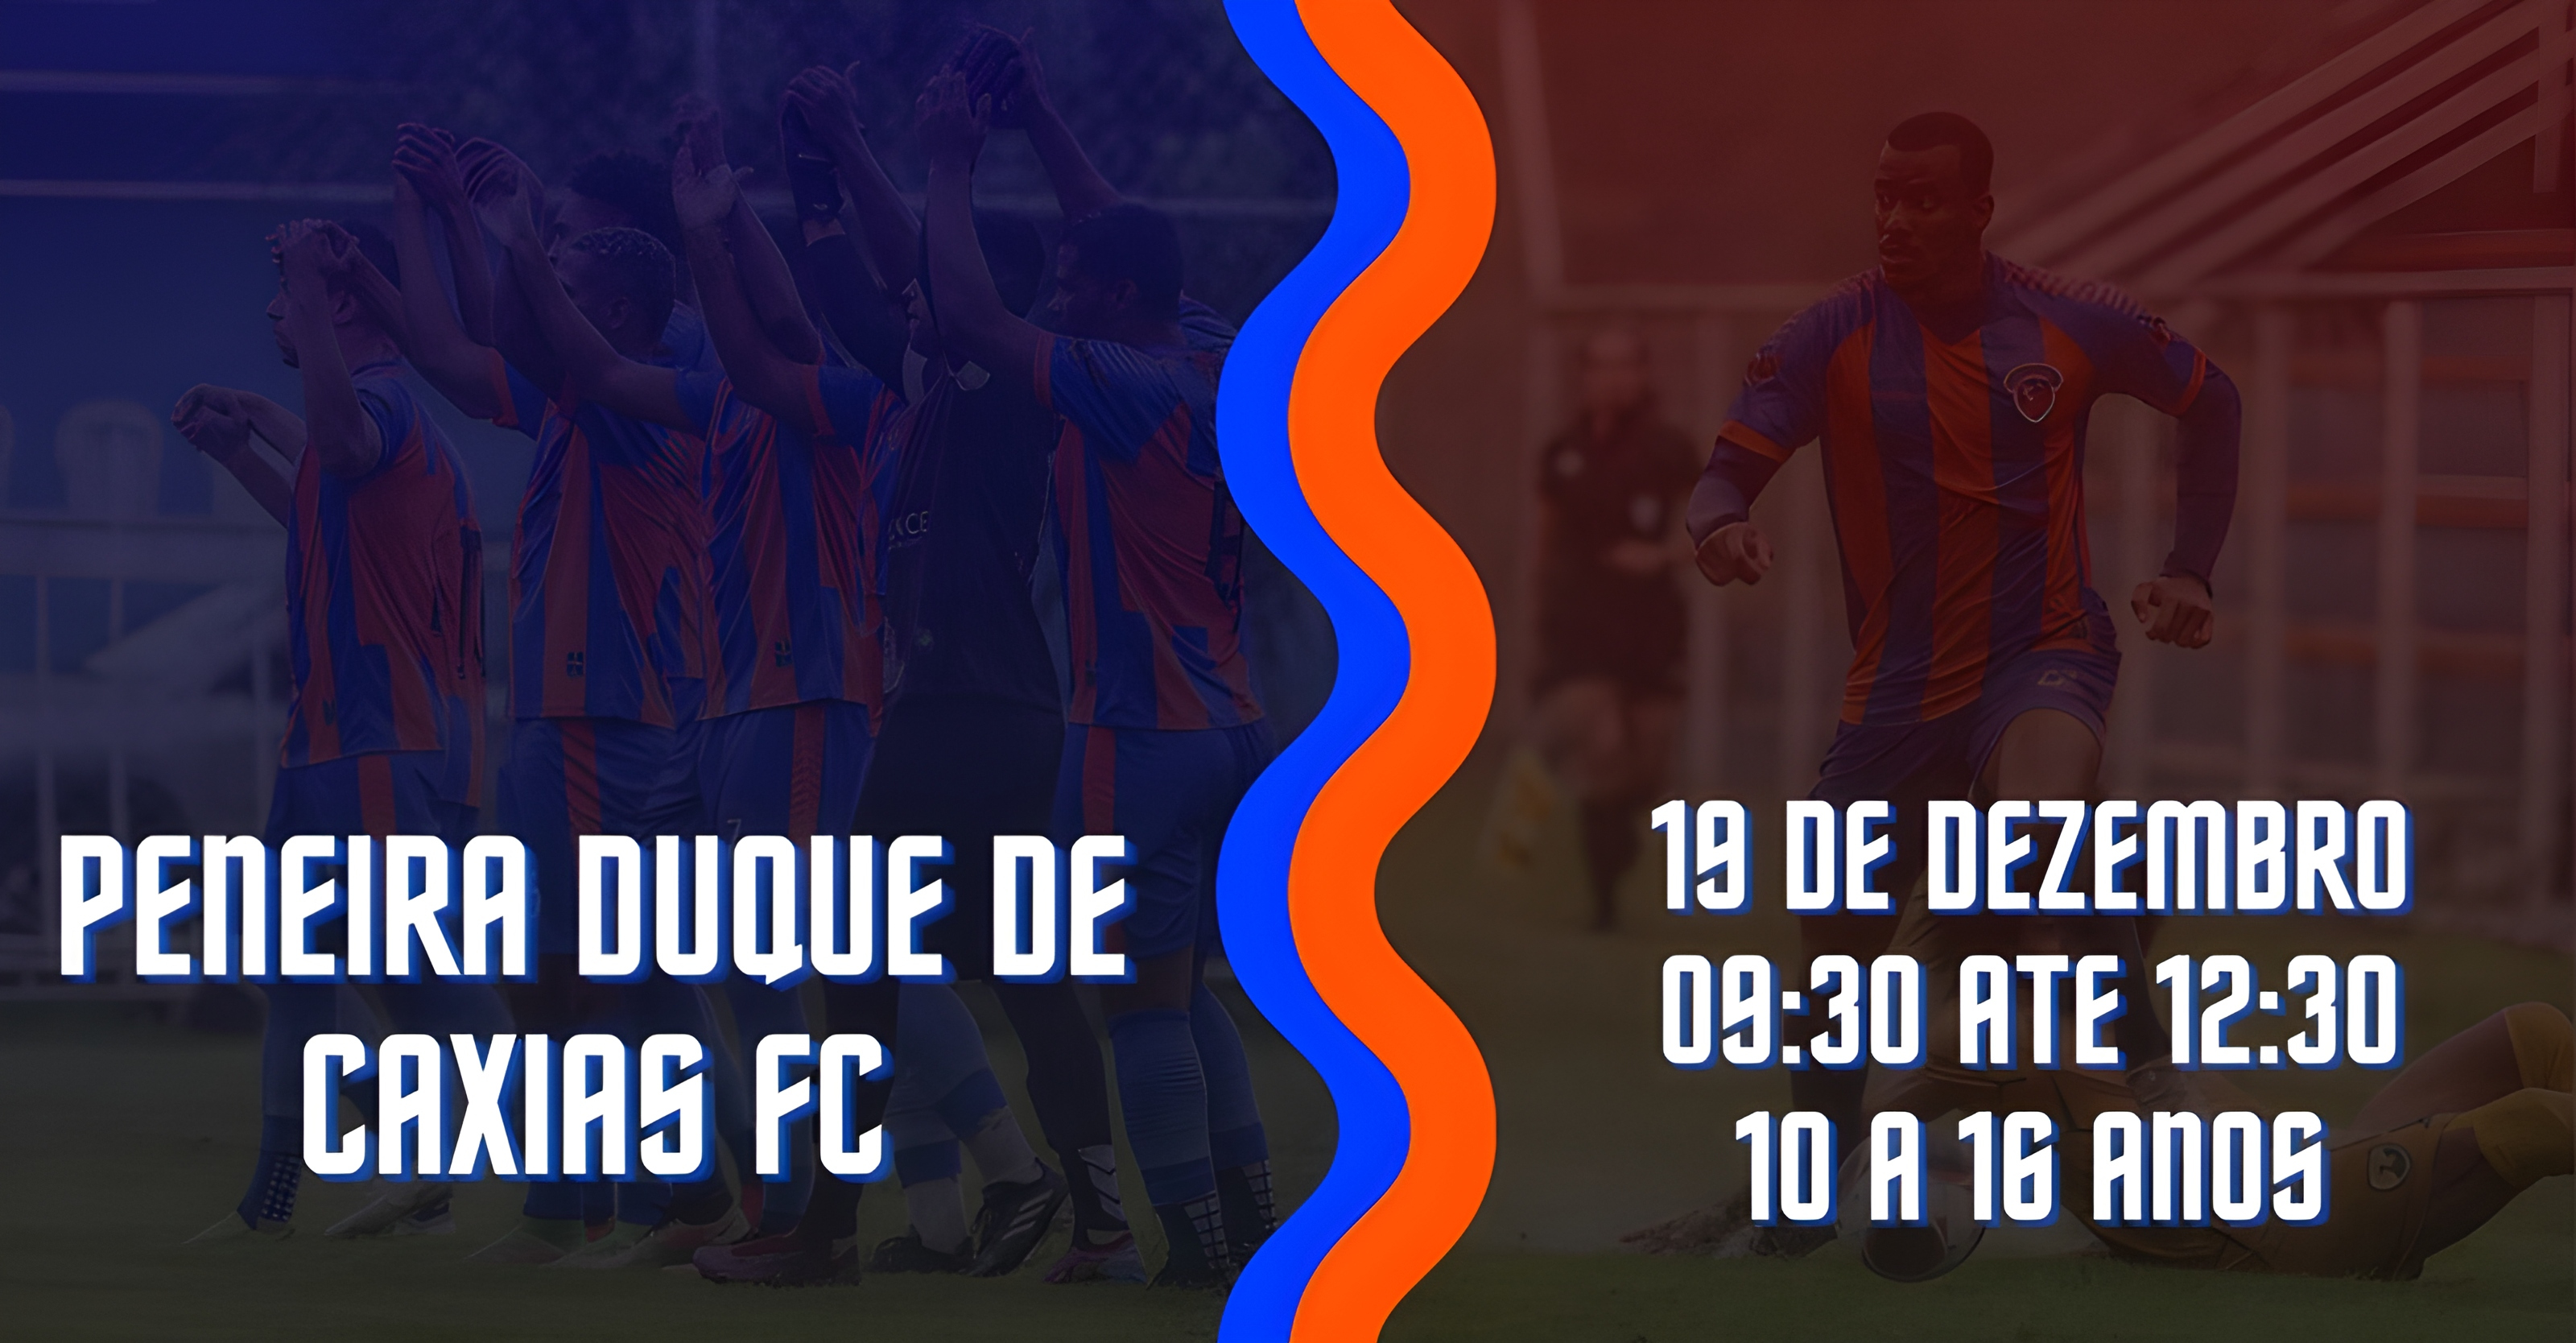 PENEIRA DUQUE DE
CAXIAS FC
19 DE DEZEMBRO
09:30 ATE 12:30
10 A 16 ANOS